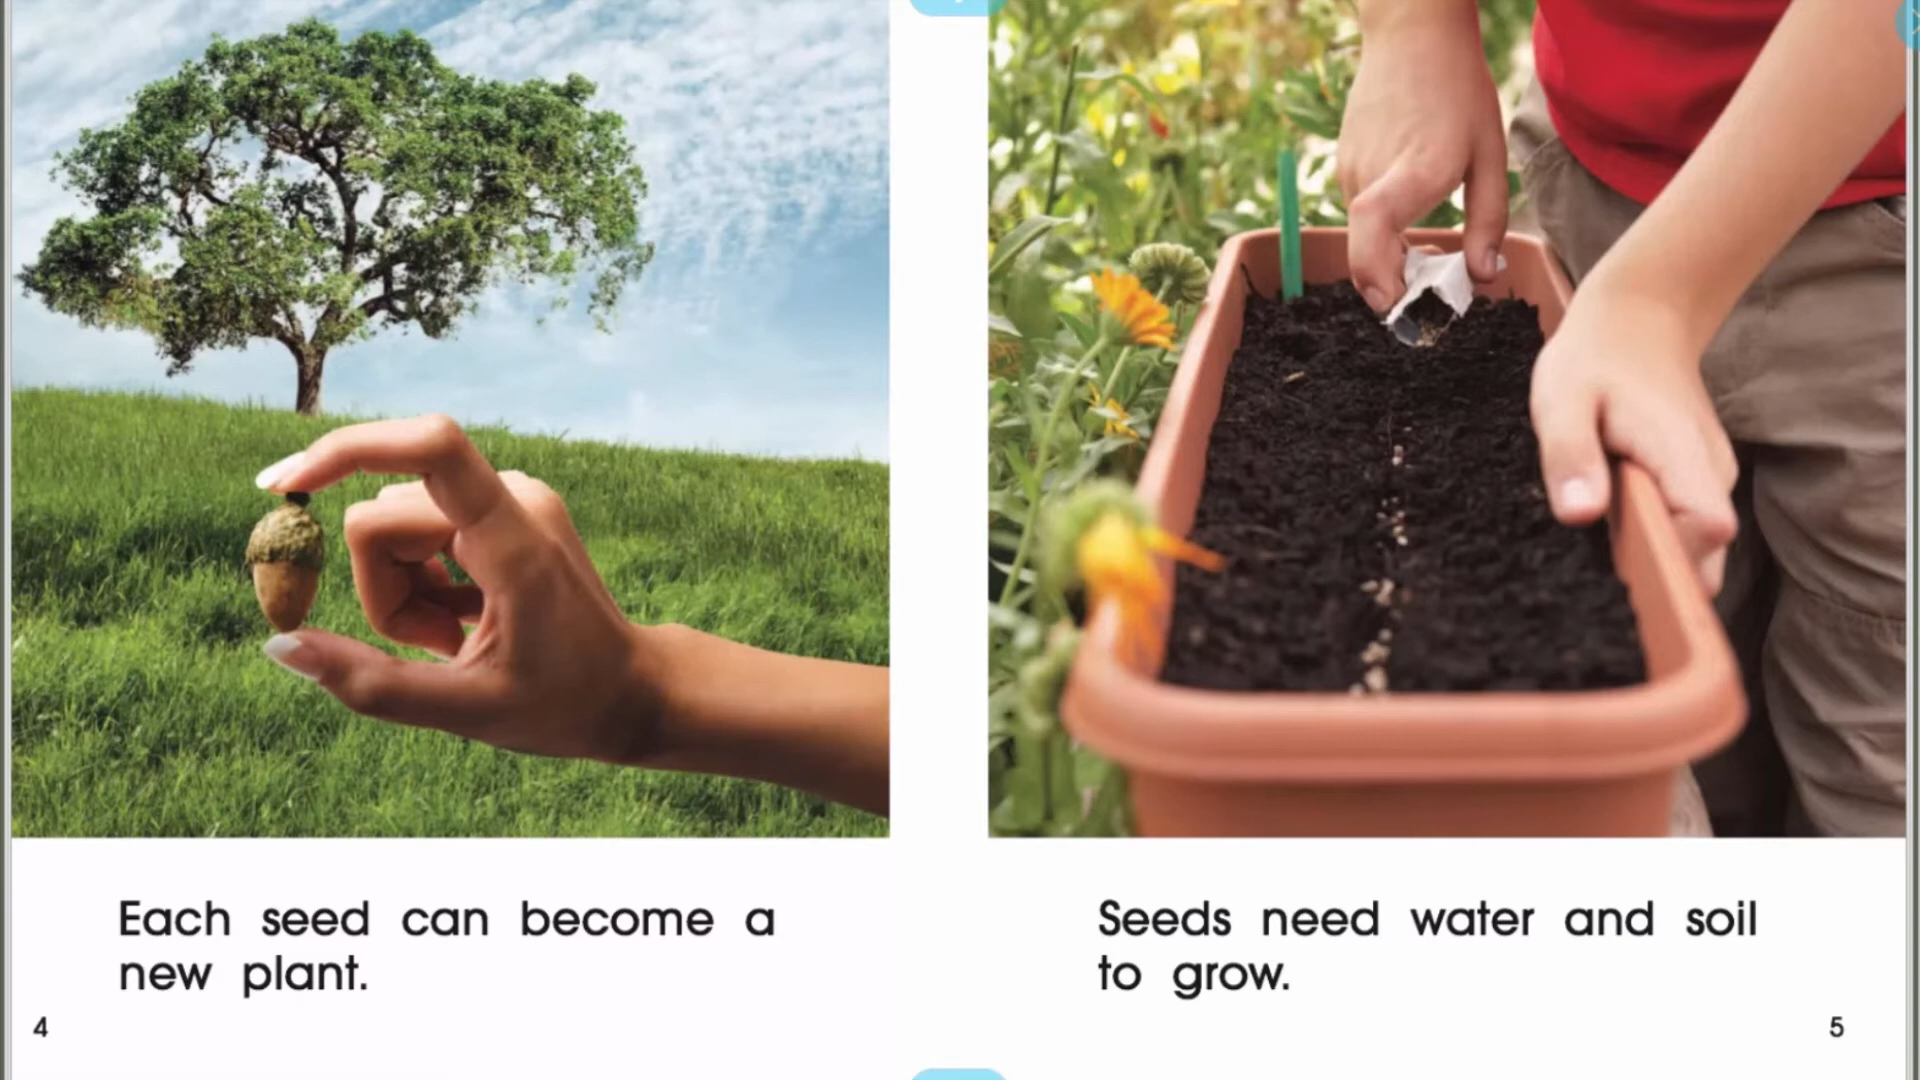 Each seed can become a
new plant.
4
Seeds need water and soil
to grow.
5